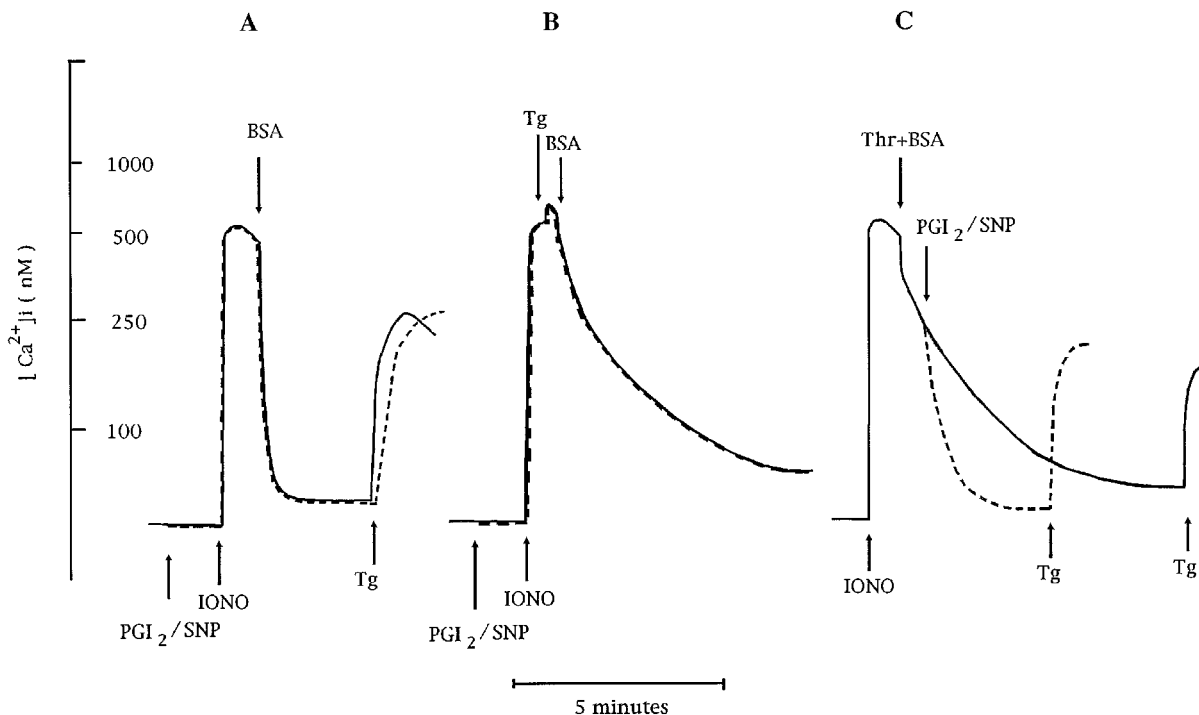 A
B
C
[Ca2+]i ( nM )
1000
500
250
100
BSA
PGI2/SNP
IONO
Tg
Tg
BSA
PGI2/SNP
IONO
Thr+BSA
PGI2/SNP
IONO
Tg
Tg
5 minutes